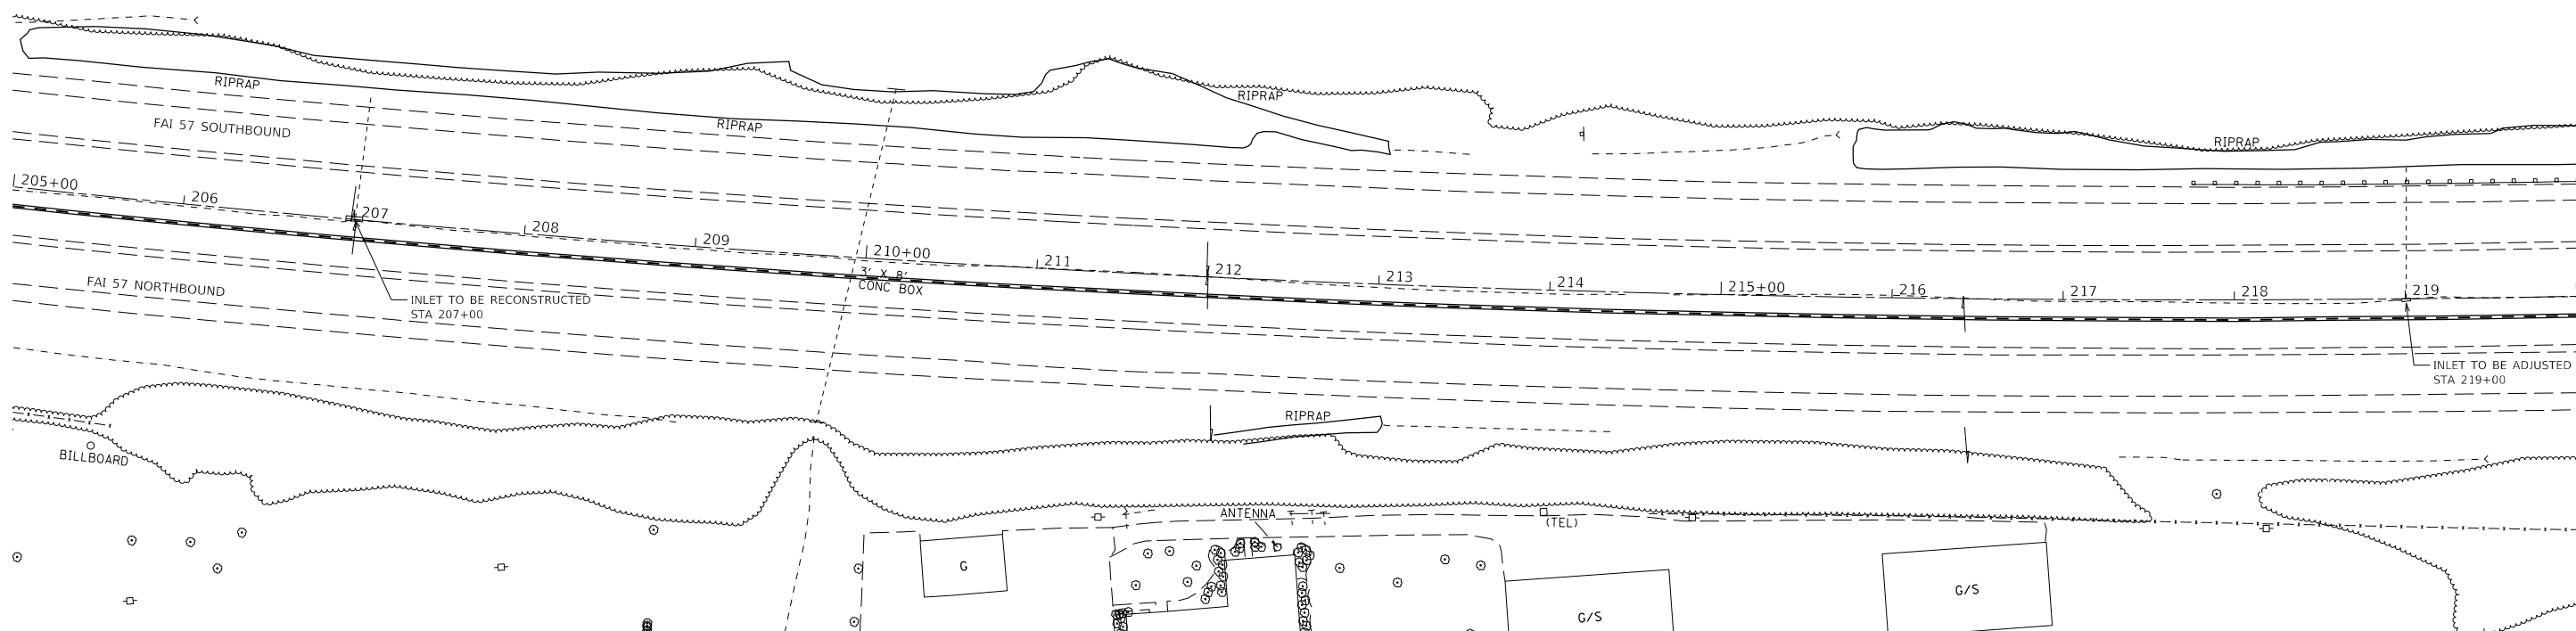 RIPRAP
RIPRAP
RIPRAP
RIPRAP
FAI 57 SOUTHBOUND
205+00
206
207
208
209
210+00
211
212
213
214
215+00
216
217
218
219
3' X 8'
CONC BOX
FAI 57 NORTHBOUND
INLET TO BE RECONSTRUCTED
STA 207+00
INLET TO BE ADJUSTED
STA 219+00
RIPRAP
BILLBOARD
ANTENNA
(TEL)
G
G/S
G/S